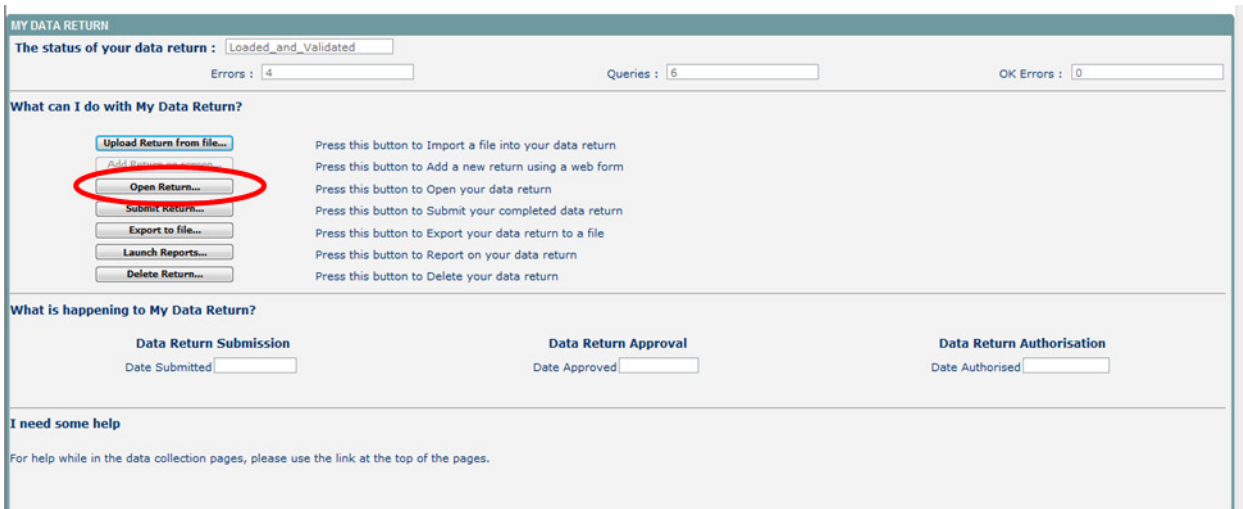 MY DATA RETURN
The status of your data return : Loaded_and_Validated
Errors : 4 Queries : 6 OK Errors : 0
What can I do with My Data Return?
Upload Return from file... Press this button to Import a file into your data return
Add Return on screen... Press this button to Add a new return using a web form
Open Return... Press this button to Open your data return
Submit Return... Press this button to Submit your completed data return
Export to file... Press this button to Export your data return to a file
Launch Reports... Press this button to Report on your data return
Delete Return... Press this button to Delete your data return
What is happening to My Data Return?
Data Return Submission Data Return Approval Data Return Authorisation
Date Submitted Date Approved Date Authorised
I need some help
For help while in the data collection pages, please use the link at the top of the pages.